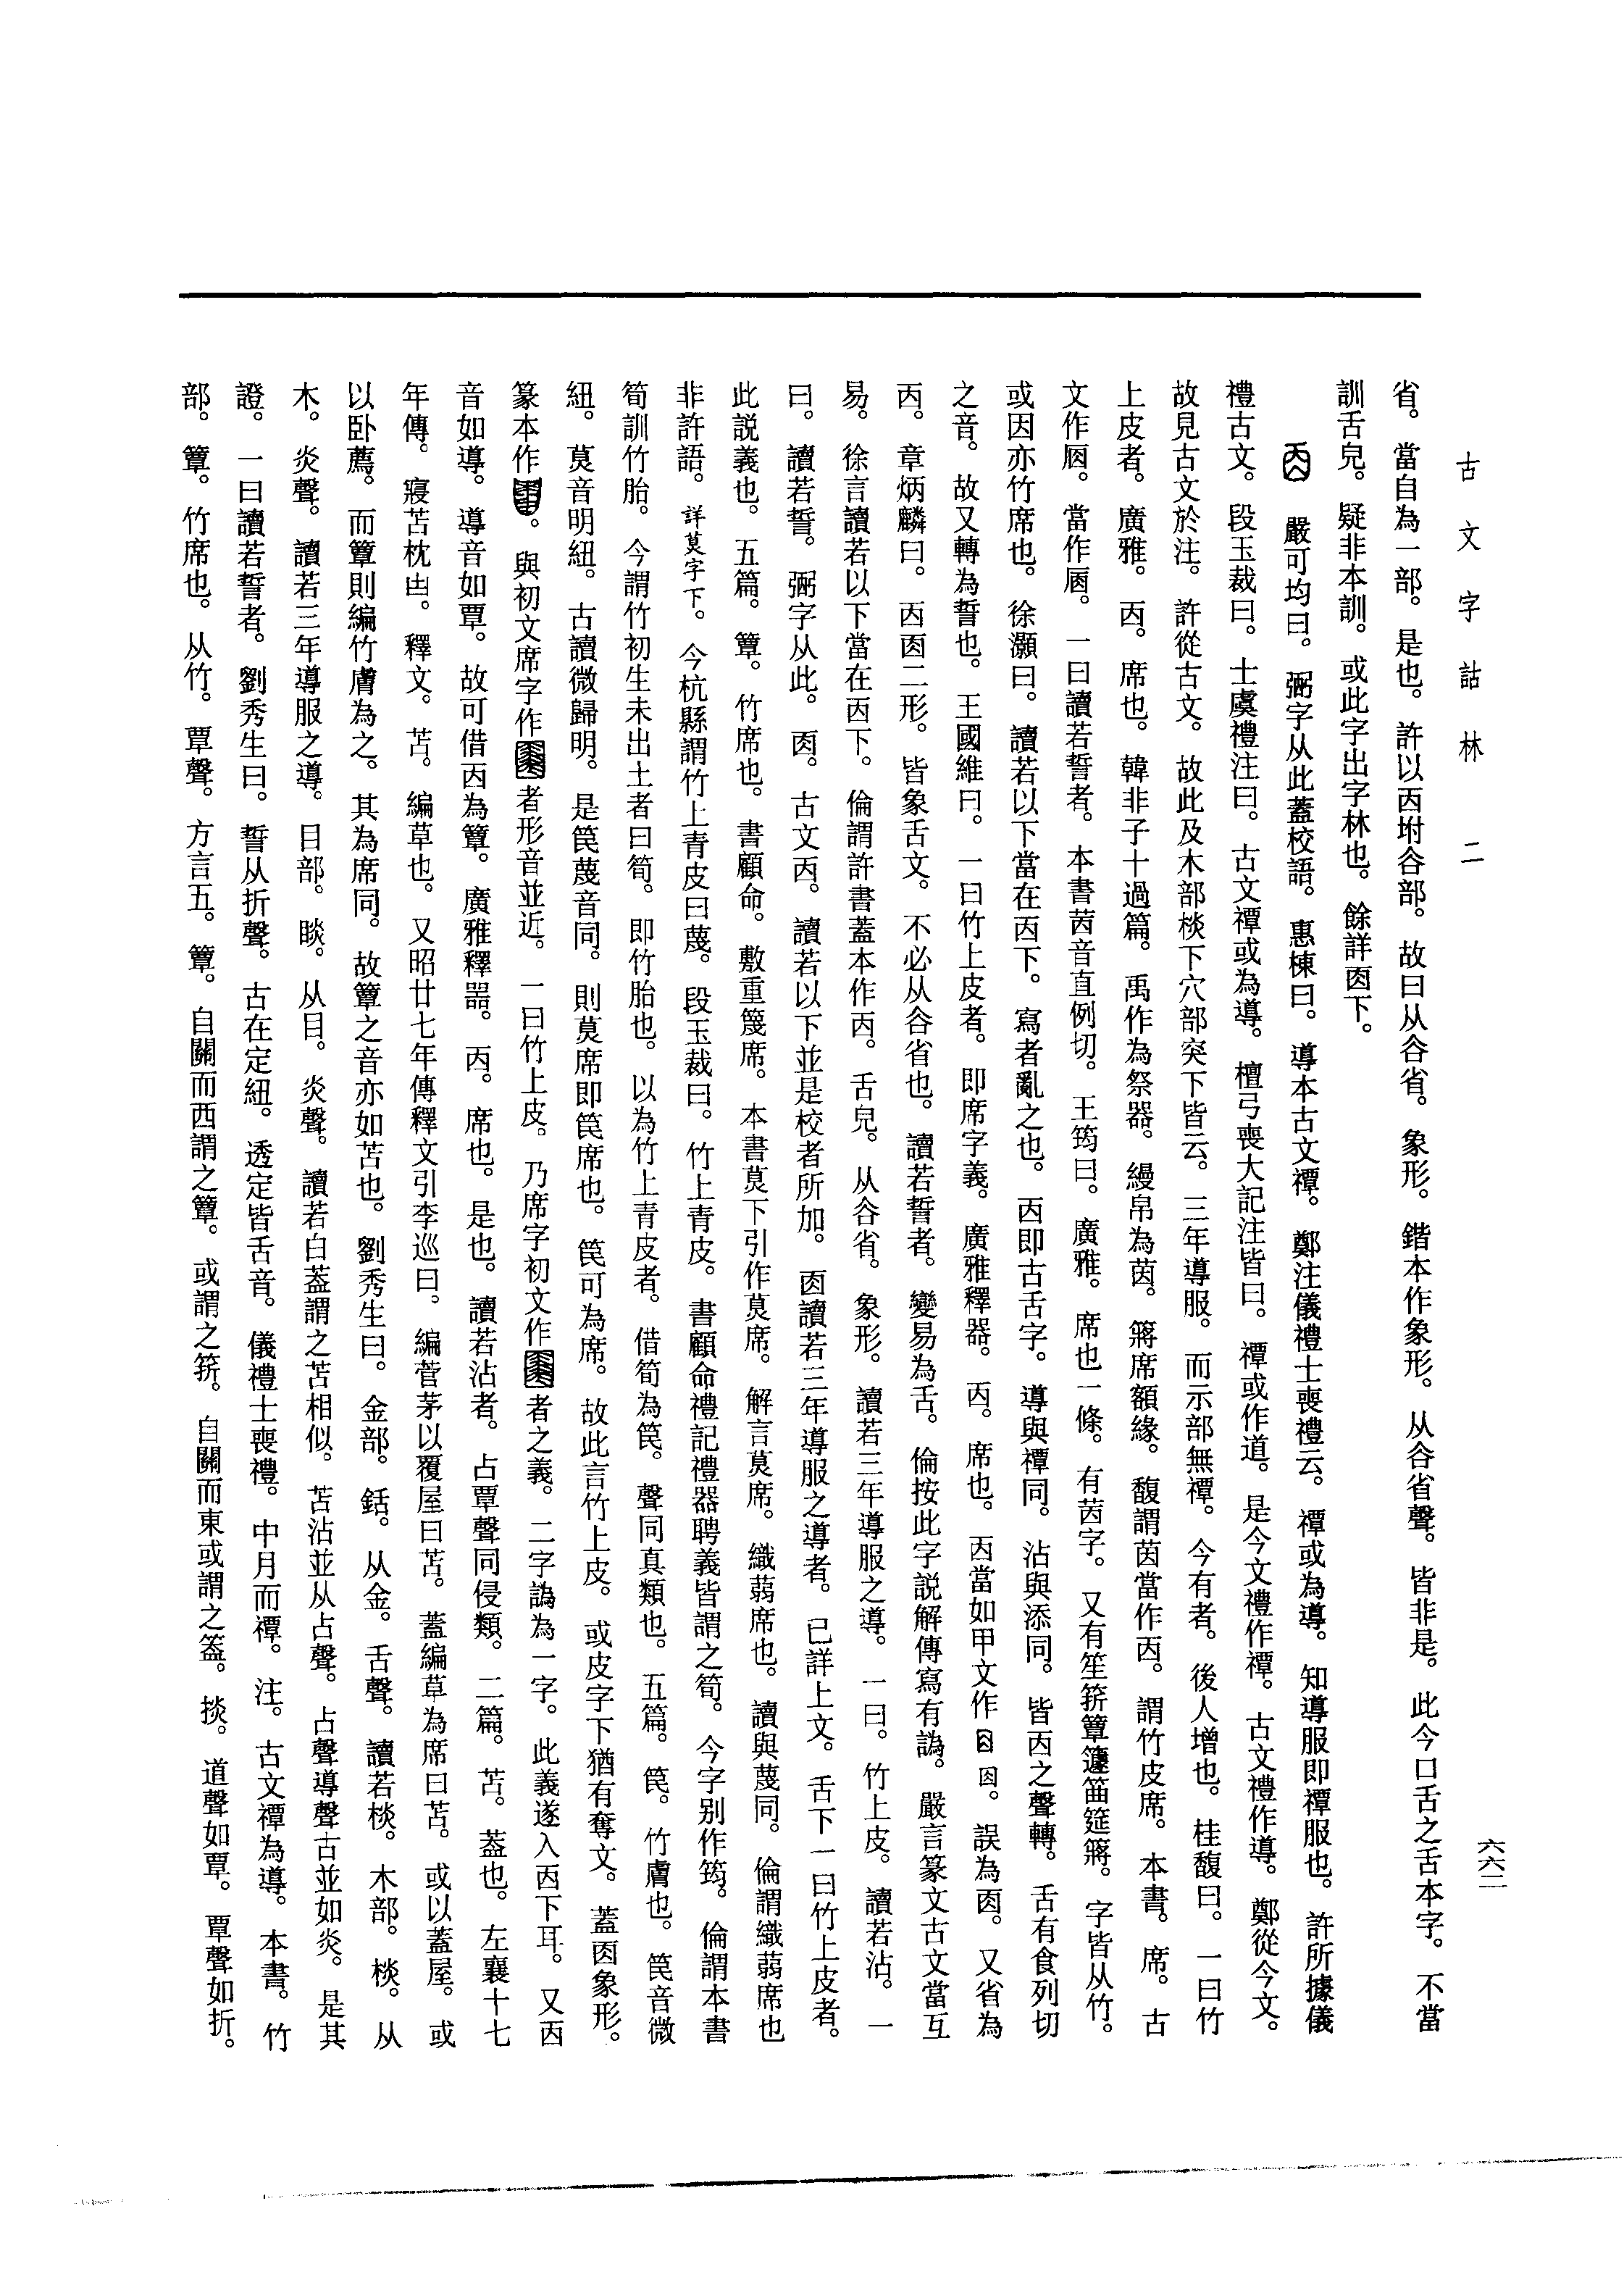 古文字詁林 二
六六二
省。當自為一部。是也。許以㐁坿谷部。故曰从谷省。象形。鍇本作象形。从谷省聲。皆非是。此今口舌之舌本字。不當
訓舌皃。疑非本訓。或此字出字林也。餘詳㐁下。
嚴可均曰。弼字从此蓋校語。惠棟曰。導本古文禫。鄭注儀禮士喪禮云。禫或為導。知導服即禫服也。許所據儀
禮古文。段玉裁曰。士虞禮注曰。古文禫或為導。檀弓喪大記注皆曰。禫或作道。是今文禮作禫。古文禮作導。鄭從今文。
故見古文於注。許從古文。故此及木部棪下穴部突下皆云。三年導服。而示部無禫。今有者。後人增也。桂馥曰。一曰竹
上皮者。廣雅。㐁。席也。韓非子十過篇。禹作為祭器。縵帛為茵。蔣席額緣。馥謂茵當作㐁。謂竹皮席。本書。席。古
文作𠩐。當作𠩐。一曰讀若誓者。本書茵音直例切。王筠曰。廣雅。席也一條。有茵字。又有笙筓簟籧笛筵蔣。字皆从竹。
或因亦竹席也。徐灝曰。讀若以下當在㐁下。寫者亂之也。㐁即古舌字。導與禫同。沾與添同。皆㐁之聲轉。舌有食列切
之音。故又轉為誓也。王國維曰。一曰竹上皮者。即席字義。廣雅釋器。㐁。席也。㐁當如甲文作。誤為㐁。又省為
㐁。章炳麟曰。㐁㐁二形。皆象舌文。不必从谷省也。讀若誓者。變易為舌。倫按此字說解傳寫有譌。嚴言篆文古文當互
易。徐言讀若以下當在㐁下。倫謂許書蓋本作㐁。舌皃。从谷省。象形。讀若三年導服之導。一曰。竹上皮。讀若沾。一
曰。讀若誓。弼字从此。㐁。古文㐁。讀若以下並是校者所加。㐁讀若三年導服之導者。已詳上文。舌下一曰竹上皮者。
此說義也。五篇。簟。竹席也。書顧命。敷重篾席。本書莧下引作莧席。解言莧席。織蒻席也。讀與蔑同。倫謂織蒻席也
非許語。詳莧字下。今杭縣謂竹上青皮曰蔑。段玉裁曰。竹上青皮。書顧命禮記禮器聘義皆謂之筍。今字別作筠。倫謂本書
筍訓竹胎。今謂竹初生未出土者曰筍。即竹胎也。以為竹上青皮者。借筍為笢。聲同真類也。五篇。笢。竹膚也。笢音微
紐。莧音明紐。古讀微歸明。是笢蔑音同。則莧席即笢席也。笢可為席。故此言竹上皮。或皮字下猶有奪文。蓋㐁象形。
篆本作。與初文席字作者形音並近。一曰竹上皮。乃席字初文作者之義。二字譌為一字。此義遂入㐁下耳。又㐁
音如導。導音如覃。故可借㐁為簟。廣雅釋器。㐁。席也。是也。讀若沾者。占覃聲同侵類。二篇。苫。葢也。左襄十七
年傳。寢苫枕甴。釋文。苫。編草也。又昭廿七年傳釋文引李巡曰。編菅茅以覆屋曰苫。蓋編草為席曰苫。或以蓋屋。或
以卧薦。而簟則編竹膚為之。其為席同。故簟之音亦如苫也。劉秀生曰。金部。銛。从金。舌聲。讀若棪。木部。棪。从
木。炎聲。讀若三年導服之導。目部。睒。从目。炎聲。讀若白葢謂之苫相似。苫沾並从占聲。占聲導聲古並如炎。是其
證。一曰讀若誓者。劉秀生曰。誓从折聲。古在定紐。透定皆舌音。儀禮士喪禮。中月而禫。注。古文禫為導。本書。竹
部。簟。竹席也。从竹。覃聲。方言五。簟。自關而西謂之簟。或謂之筓。自關而東或謂之䈼。掞。道聲如覃。覃聲如折。